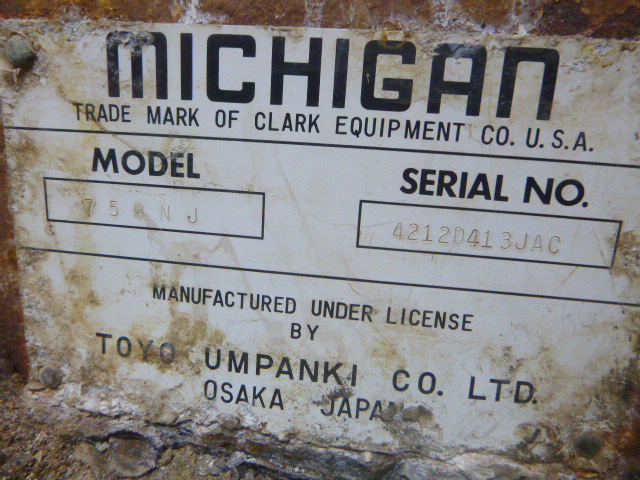 MICHIGAN
TRADE MARK OF CLARK EQUIPMENT CO. U.S.A.
MODEL
SERIAL NO.
4212D413JAC
MANUFACTURED UNDER LICENSE
BY
TOYO UMPANKI CO. LTD.
OSAKA JAPAN